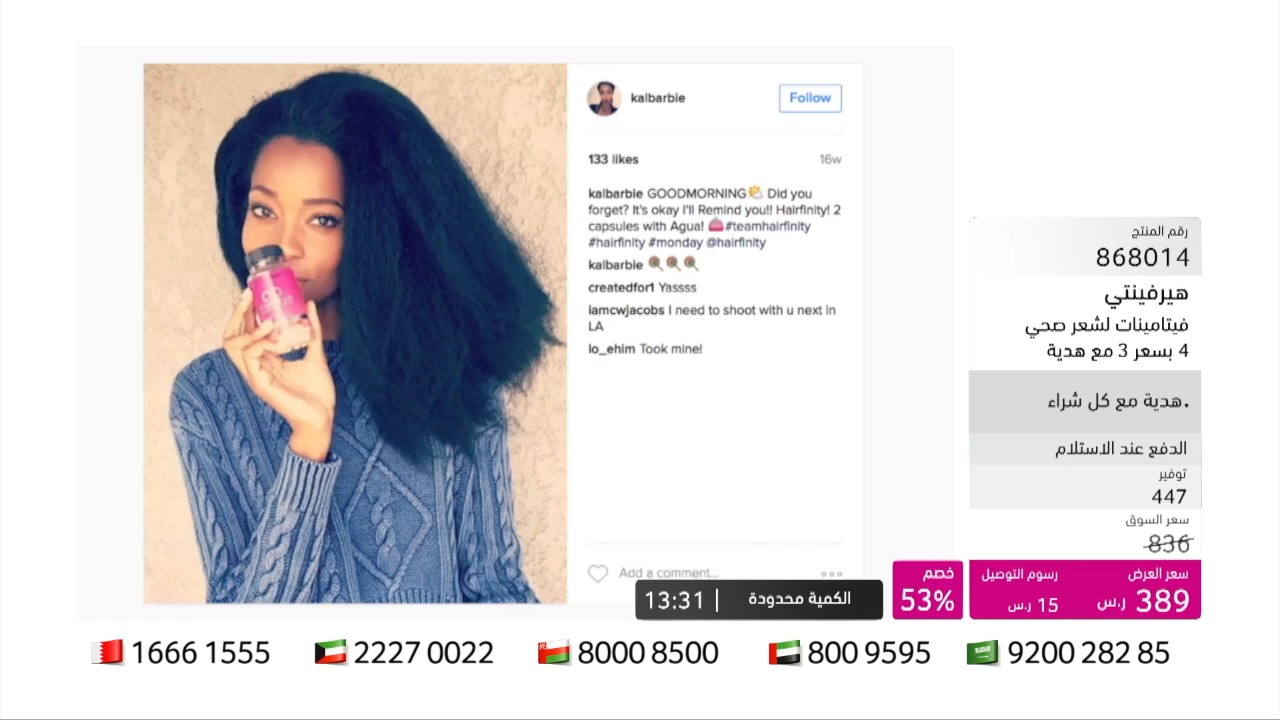 kalbarbie
Follow
133 likes
16w
kalbarbie GOODMORNING⛅ Did you
forget? It's okay I'll Remind you!! Hairfinity! 2
capsules with Agua! 👛#teamhairfinity
#hairfinity #monday @hairfinity
kalbarbie 🍭🍭🍭
createdfor1 Yassss
iamcwjacobs I need to shoot with u next in
LA
lo_ehim Took mine!
Add a comment...
رقم المنتج
868014
هيرفينتي
فيتامينات لشعر صحي
4 بسعر 3 مع هدية
.هدية مع كل شراء
الدفع عند الاستلام
توفير
447
سعر السوق
836
سعر العرض
389 ر.س
رسوم التوصيل
15 ر.س
خصم
53%
الكمية محدودة | 13:31
1666 1555
2227 0022
8000 8500
800 9595
9200 282 85